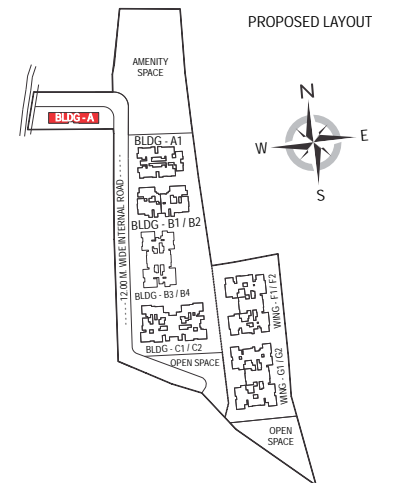 PROPOSED LAYOUT
AMENITY
SPACE
N
W
E
S
BLDG - A
BLDG - A1
BLDG - B1 / B2
12.00 M. WIDE INTERNAL ROAD
BLDG - B3 / B4
WING - F1 / F2
BLDG - C1 / C2
OPEN SPACE
WING - G1 / G2
OPEN
SPACE